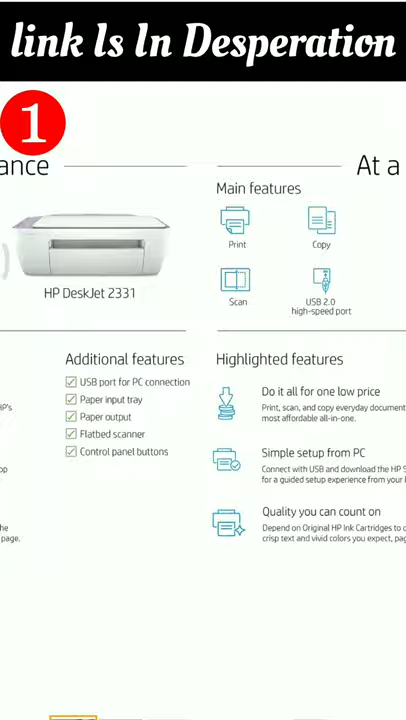 link Is In Desperation
1
ance
At a
Main features
Print
Copy
HP DeskJet 2331
Scan
USB 2.0
high-speed port
Additional features
USB port for PC connection
Paper input tray
Paper output
Flatbed scanner
Control panel buttons
HP's
op
the
page.
Highlighted features
Do it all for one low price
Print, scan, and copy everyday document
most affordable all-in-one.
Simple setup from PC
Connect with USB and download the HP S
for a guided setup experience from your
Quality you can count on
Depend on Original HP Ink Cartridges to
crisp text and vivid colors you expect, pag